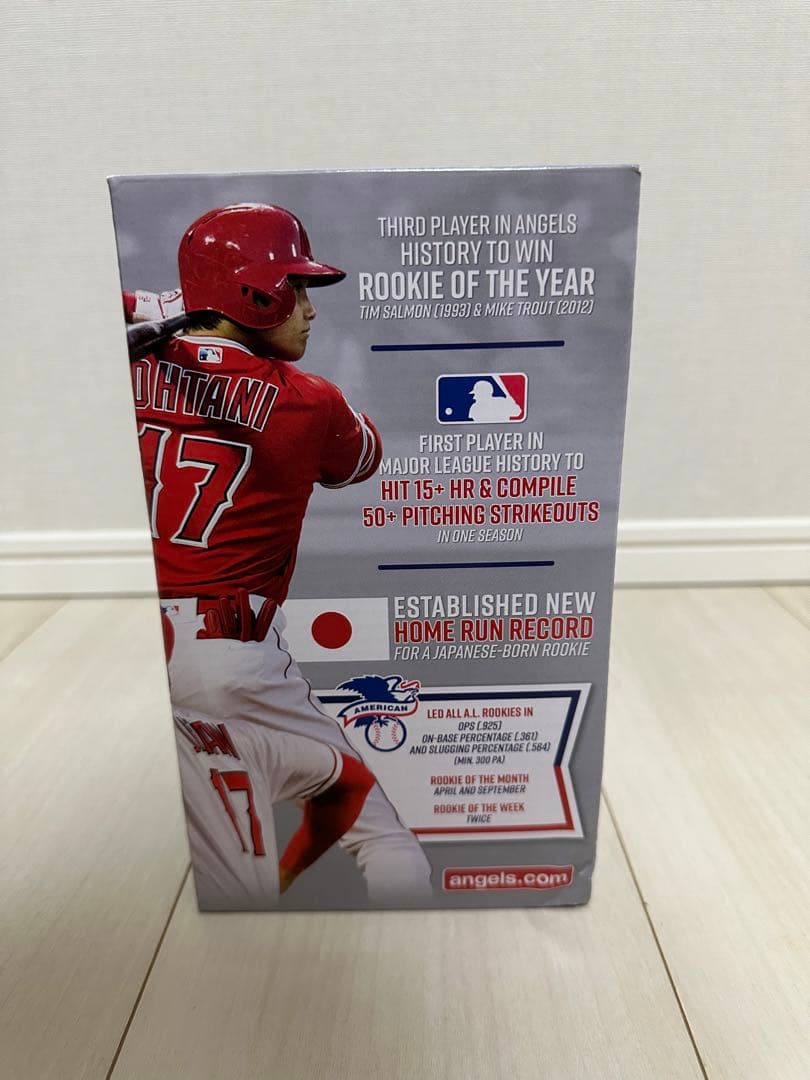 THIRD PLAYER IN ANGELS
HISTORY TO WIN
ROOKIE OF THE YEAR
TIM SALMON (1993) & MIKE TROUT (2012)
OHTANI
17
FIRST PLAYER IN
MAJOR LEAGUE HISTORY TO
HIT 15+ HR & COMPILE
50+ PITCHING STRIKEOUTS
IN ONE SEASON
ESTABLISHED NEW
HOME RUN RECORD
FOR A JAPANESE-BORN ROOKIE
AMERICAN
LED ALL A.L. ROOKIES IN
OPS (.925)
ON-BASE PERCENTAGE (.361)
AND SLUGGING PERCENTAGE (.564)
(MIN. 300 PA)
ROOKIE OF THE MONTH
APRIL AND SEPTEMBER
ROOKIE OF THE WEEK
TWICE
17
angels.com